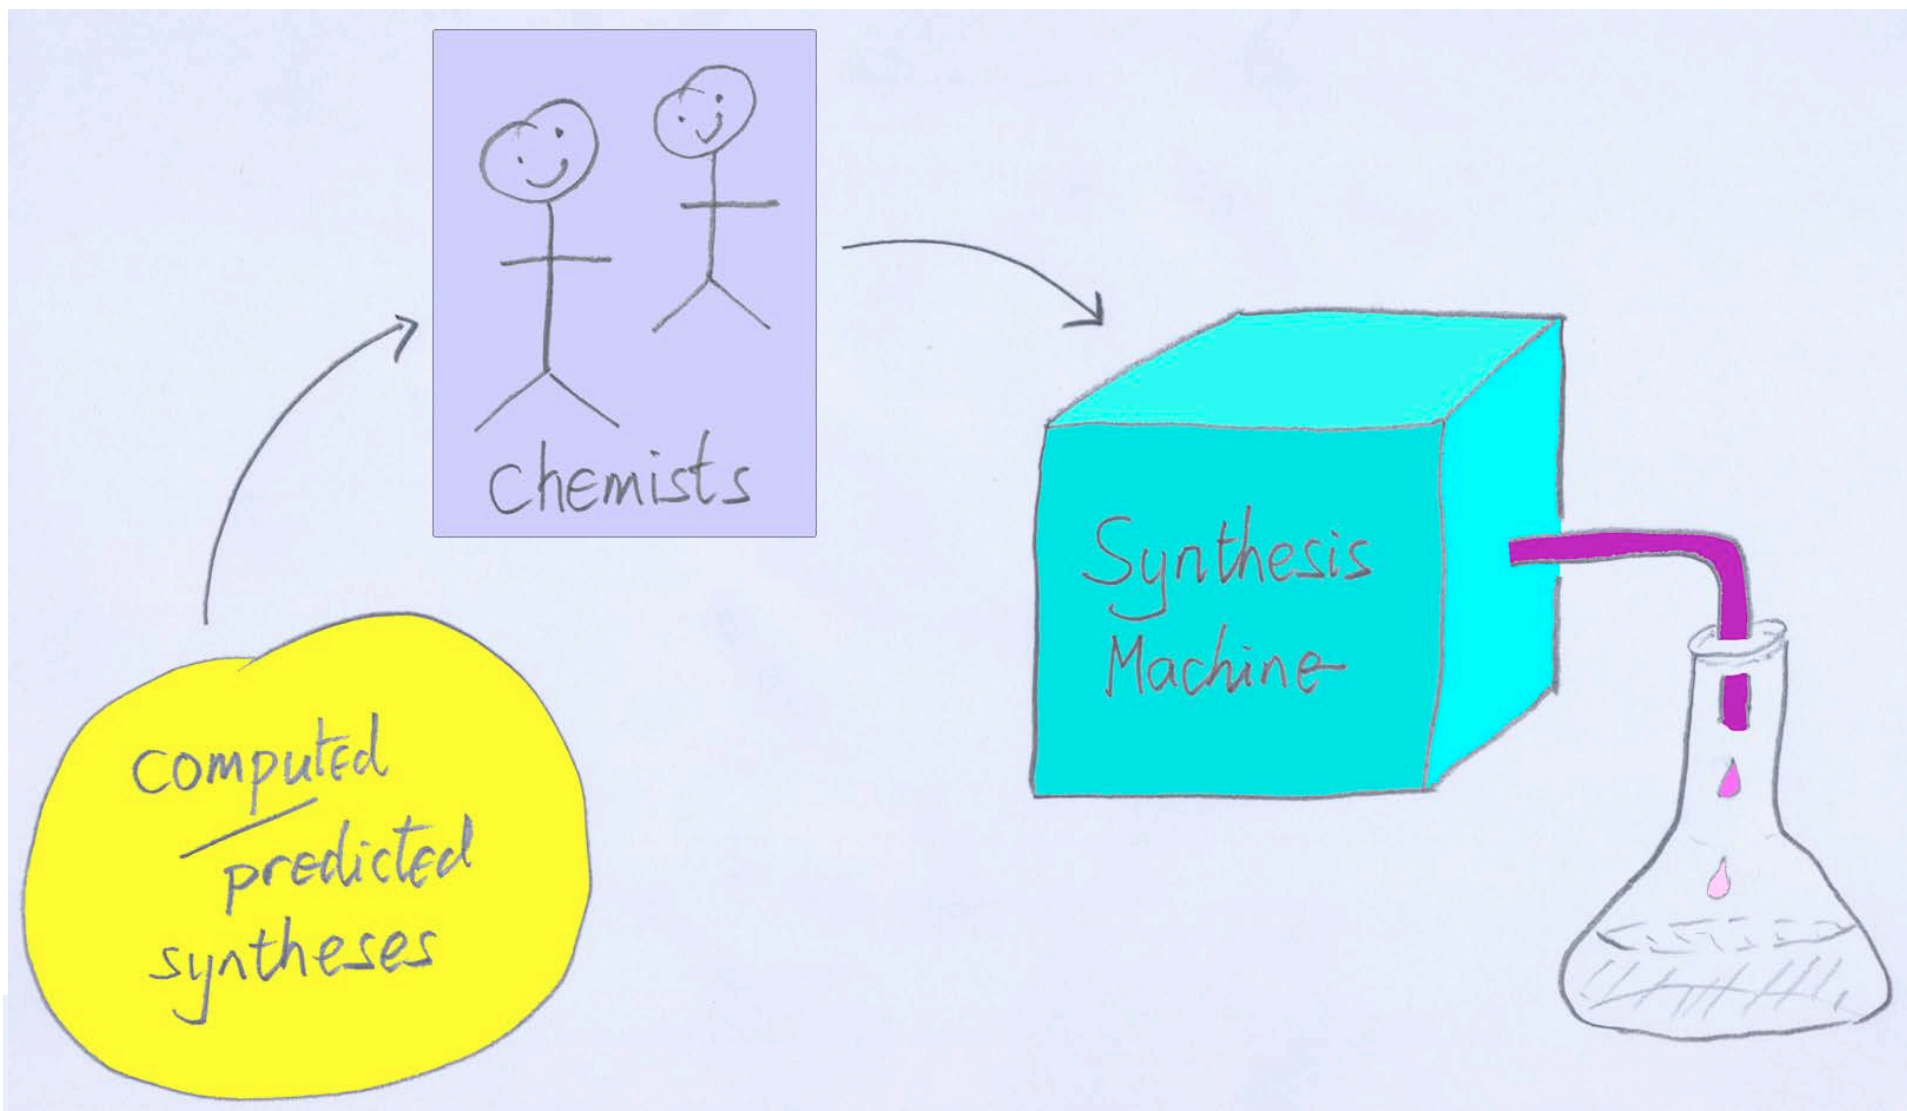 chemists
Synthesis
Machine
computed
/
predicted
syntheses